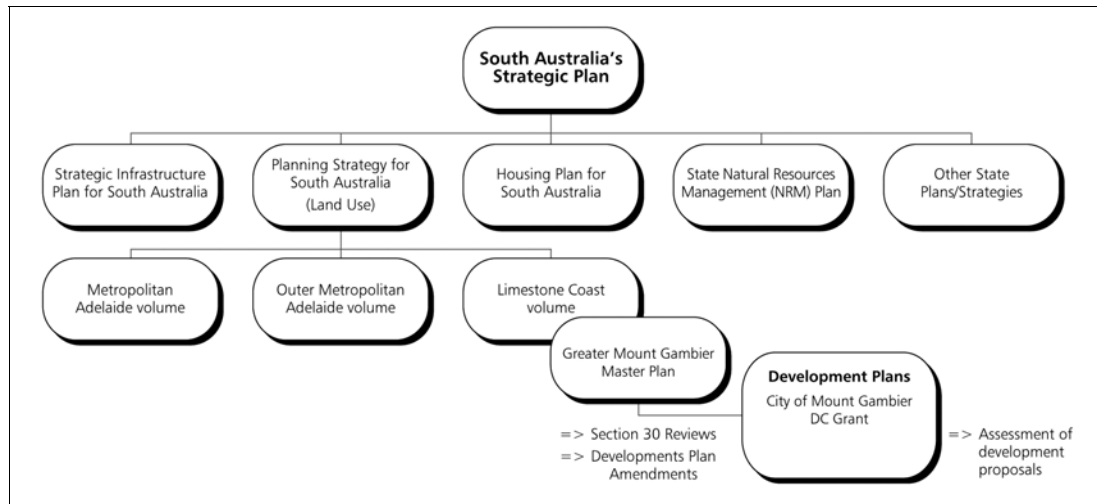 South Australia's
Strategic Plan
Strategic Infrastructure
Plan for South Australia
Planning Strategy for
South Australia
(Land Use)
Housing Plan for
South Australia
State Natural Resources
Management (NRM) Plan
Other State
Plans/Strategies
Metropolitan
Adelaide volume
Outer Metropolitan
Adelaide volume
Limestone Coast
volume
Greater Mount Gambier
Master Plan
Development Plans
City of Mount Gambier
DC Grant
=> Section 30 Reviews
=> Developments Plan
Amendments
=> Assessment of
development
proposals